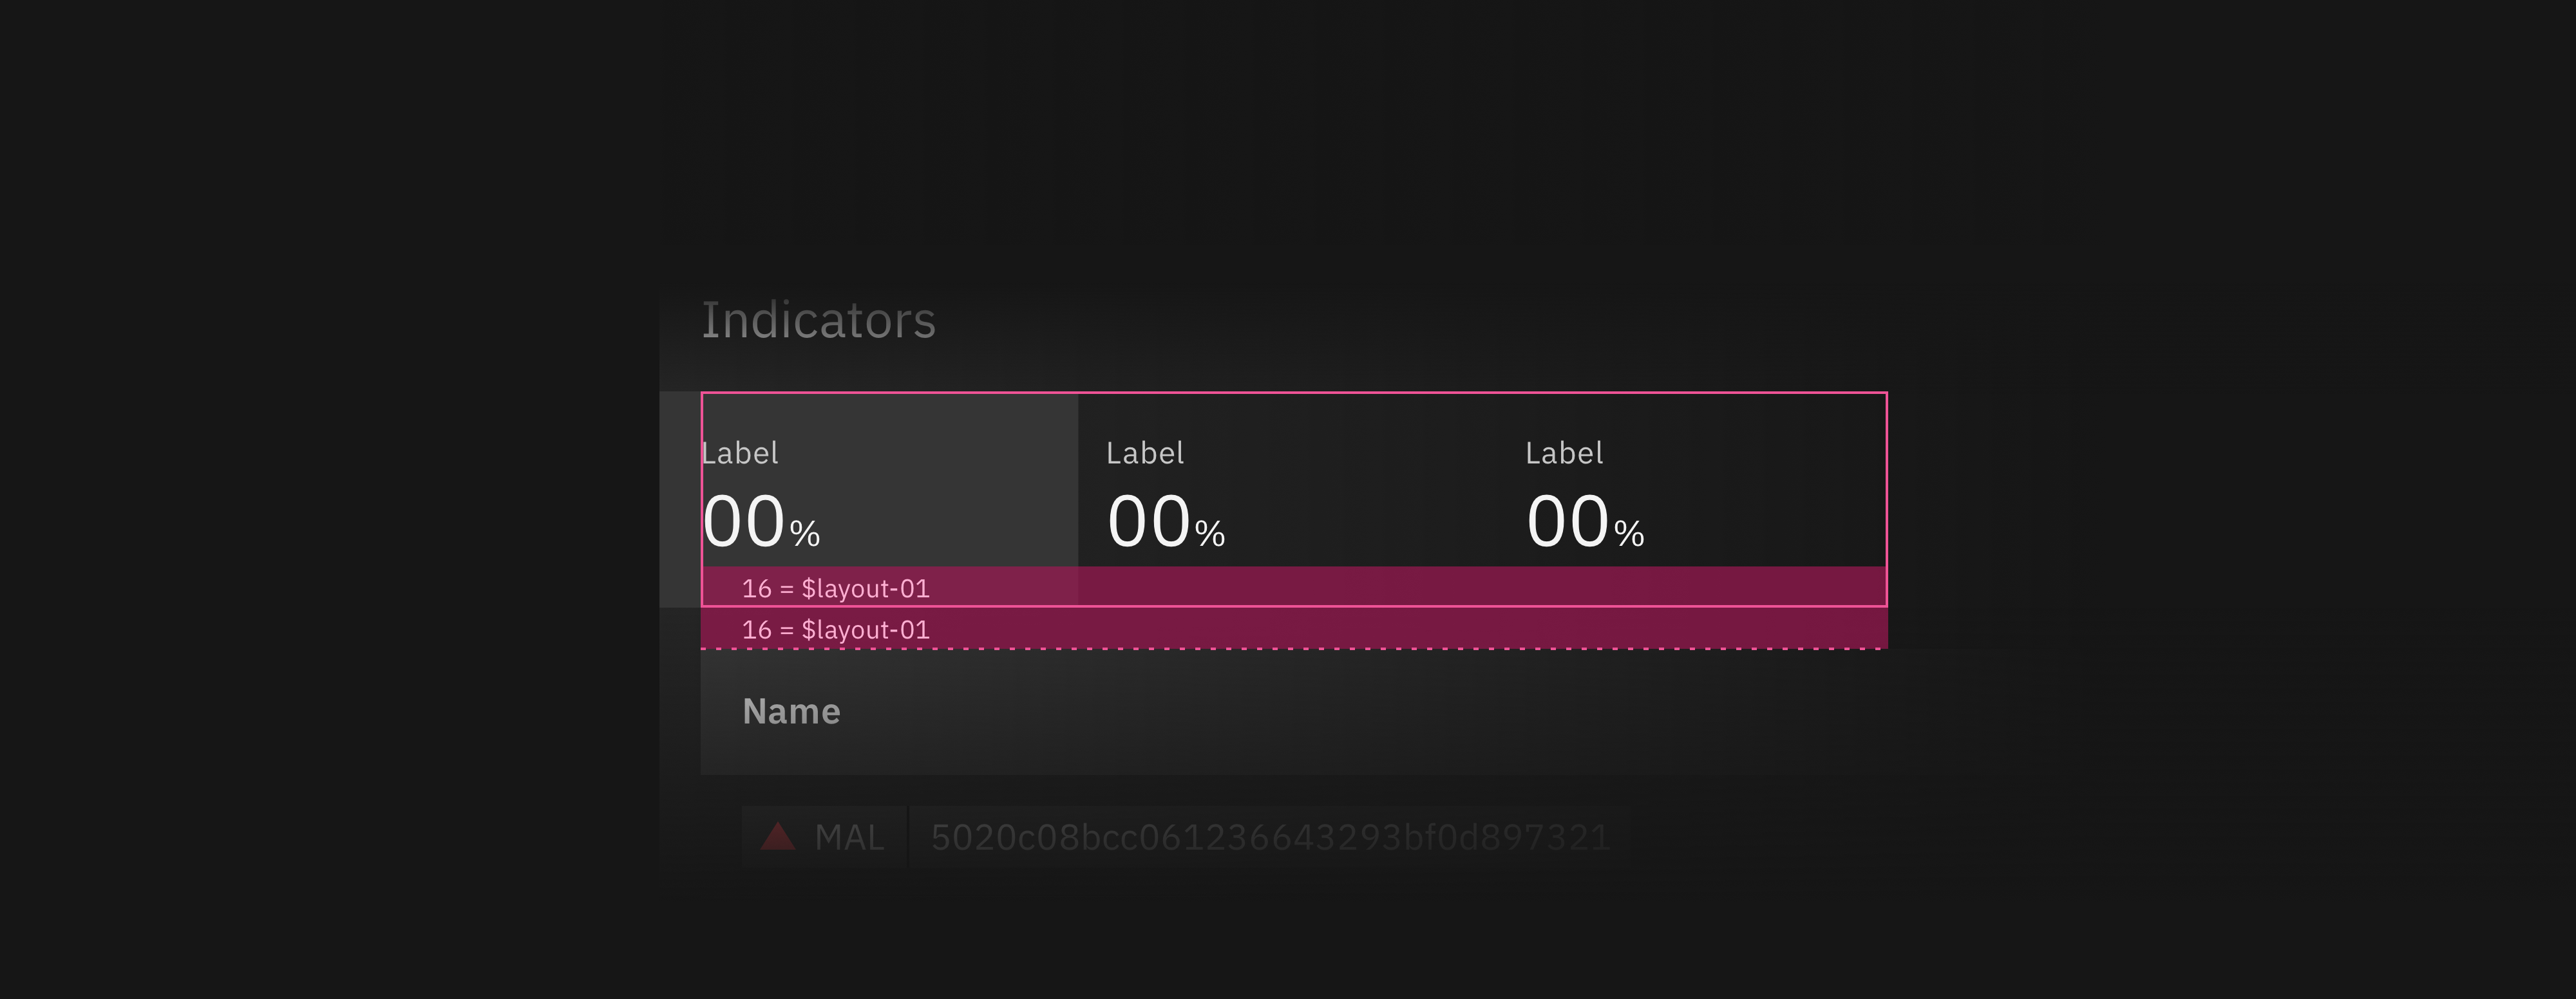 Indicators
Label Label Label
00% 00% 00%
16 = $layout-01
16 = $layout-01
Name
MAL 5020c08bcc061236643293bf0d897321